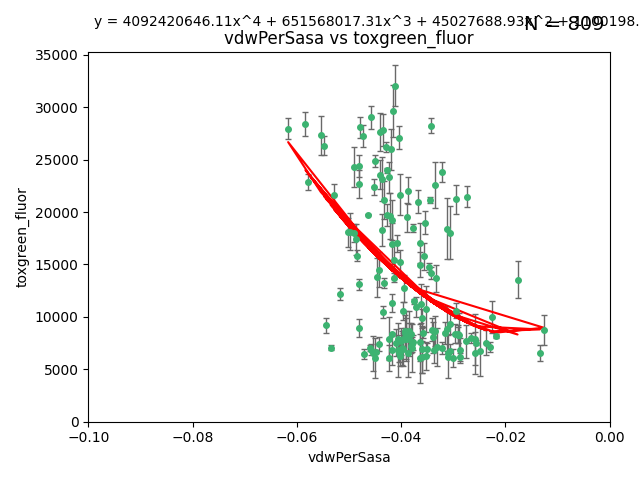 y = 4092420646.11x^4 + 651568017.31x^3 + 45027688.93x^2 + 1100198.
N = 809
vdwPerSasa vs toxgreen_fluor
35000
30000
25000
20000
15000
10000
5000
0
toxgreen_fluor
−0.10 −0.08 −0.06 −0.04 −0.02 0.00
vdwPerSasa